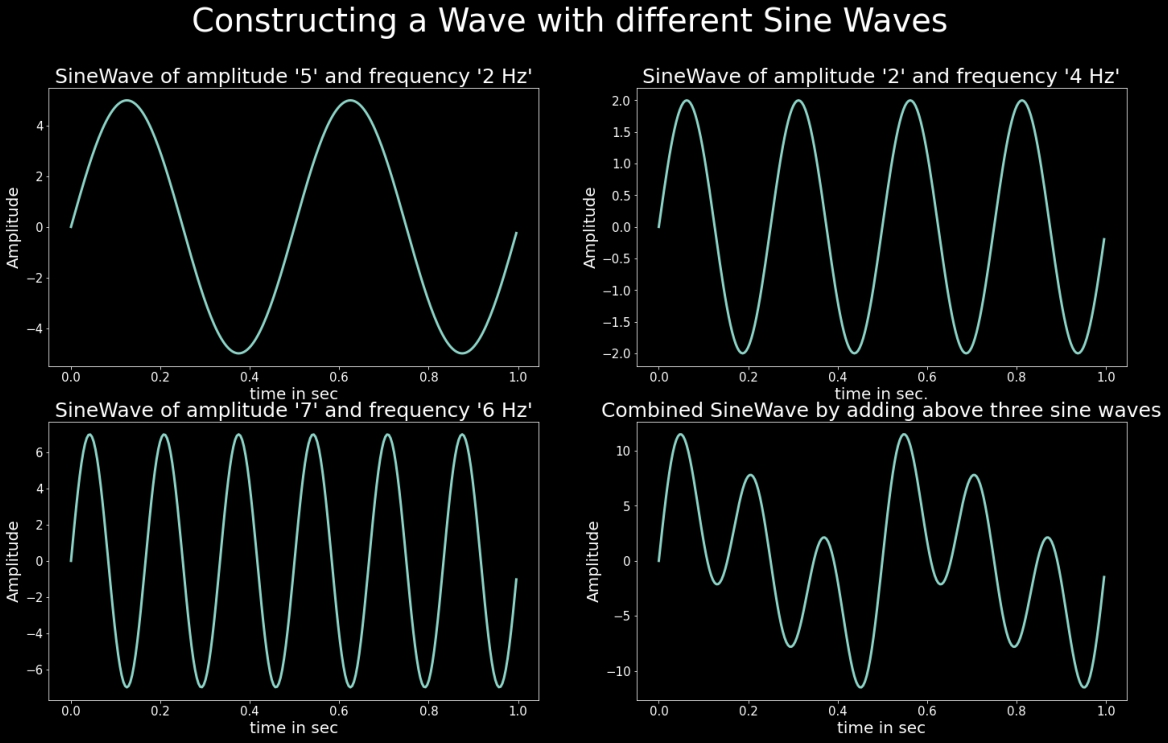 Constructing a Wave with different Sine Waves
SineWave of amplitude '5' and frequency '2 Hz'
4
2
0
−2
−4
Amplitude
0.0 0.2 0.4 0.6 0.8 1.0
time in sec
SineWave of amplitude '2' and frequency '4 Hz'
2.0
1.5
1.0
0.5
0.0
−0.5
−1.0
−1.5
−2.0
Amplitude
0.0 0.2 0.4 0.6 0.8 1.0
time in sec.
SineWave of amplitude '7' and frequency '6 Hz'
6
4
2
0
−2
−4
−6
Amplitude
0.0 0.2 0.4 0.6 0.8 1.0
time in sec
Combined SineWave by adding above three sine waves
10
5
0
−5
−10
Amplitude
0.0 0.2 0.4 0.6 0.8 1.0
time in sec